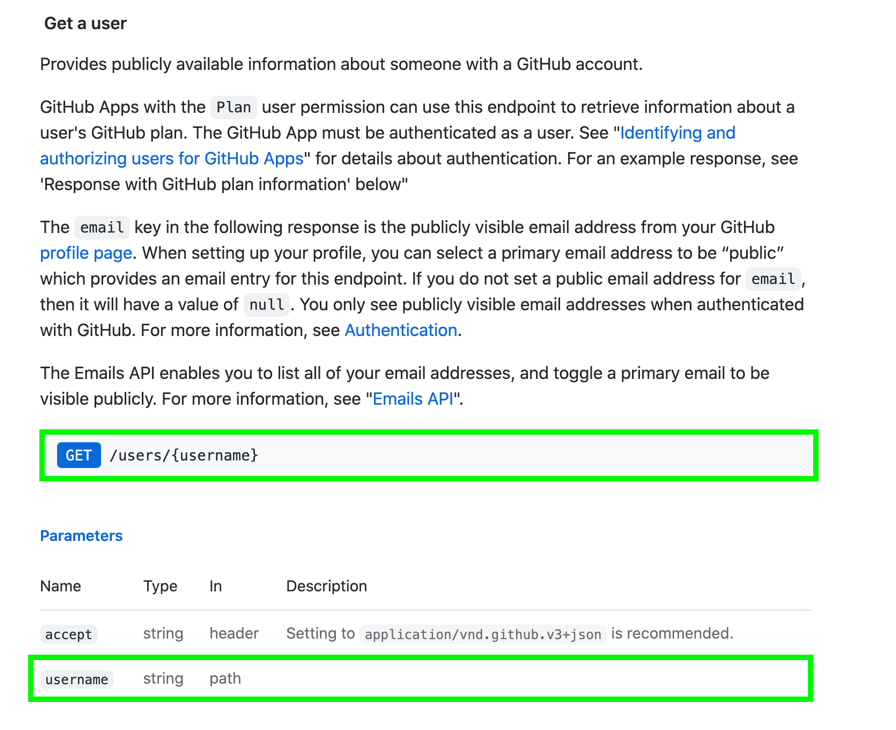 Get a user
Provides publicly available information about someone with a GitHub account.
GitHub Apps with the Plan user permission can use this endpoint to retrieve information about a
user's GitHub plan. The GitHub App must be authenticated as a user. See "Identifying and
authorizing users for GitHub Apps" for details about authentication. For an example response, see
'Response with GitHub plan information' below"
The email key in the following response is the publicly visible email address from your GitHub
profile page. When setting up your profile, you can select a primary email address to be “public”
which provides an email entry for this endpoint. If you do not set a public email address for email,
then it will have a value of null. You only see publicly visible email addresses when authenticated
with GitHub. For more information, see Authentication.
The Emails API enables you to list all of your email addresses, and toggle a primary email to be
visible publicly. For more information, see "Emails API".
GET /users/{username}
Parameters
Name Type In Description
accept string header Setting to application/vnd.github.v3+json is recommended.
username string path